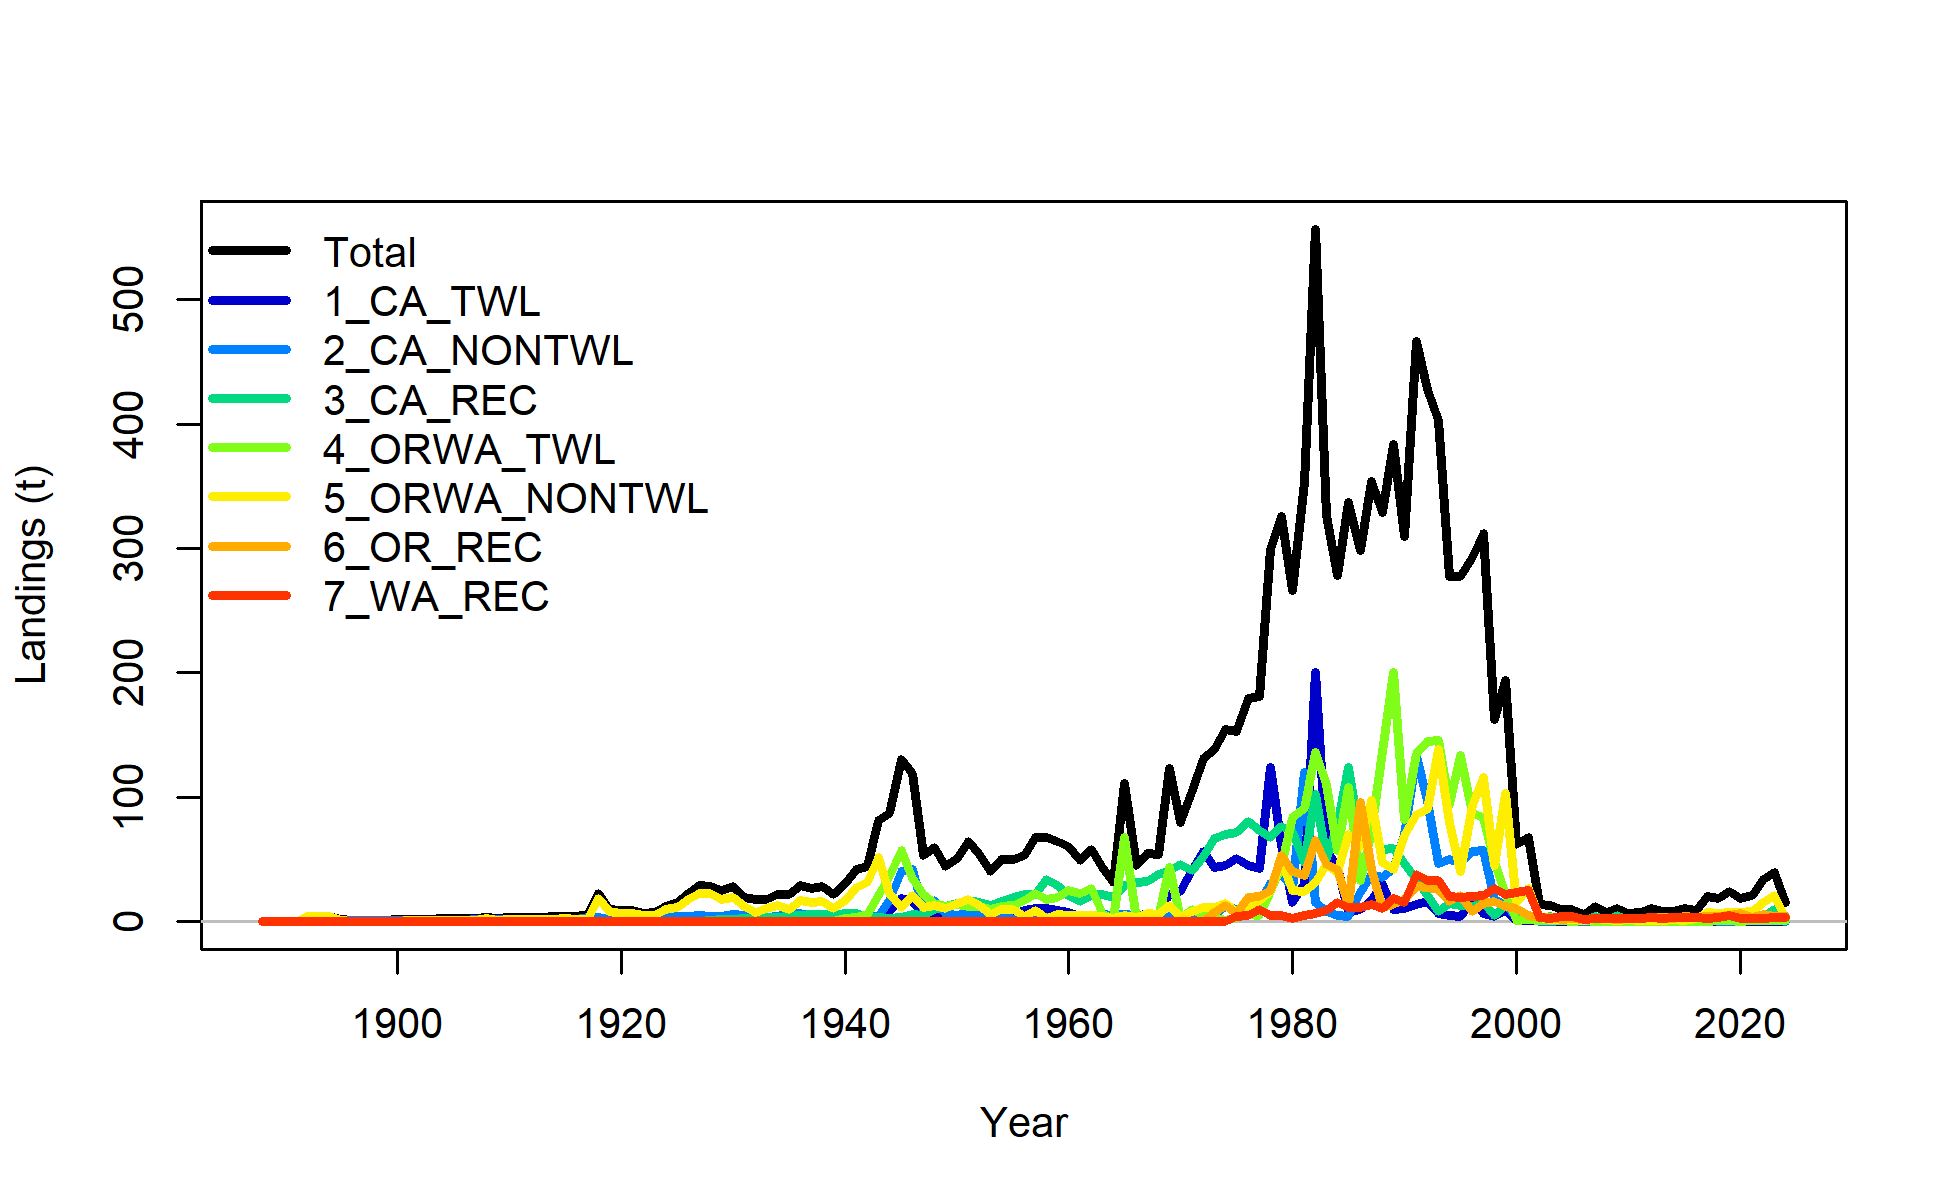 Total
1_CA_TWL
2_CA_NONTWL
3_CA_REC
4_ORWA_TWL
5_ORWA_NONTWL
6_OR_REC
7_WA_REC
Landings (t)
500
400
300
200
100
0
1900 1920 1940 1960 1980 2000 2020
Year